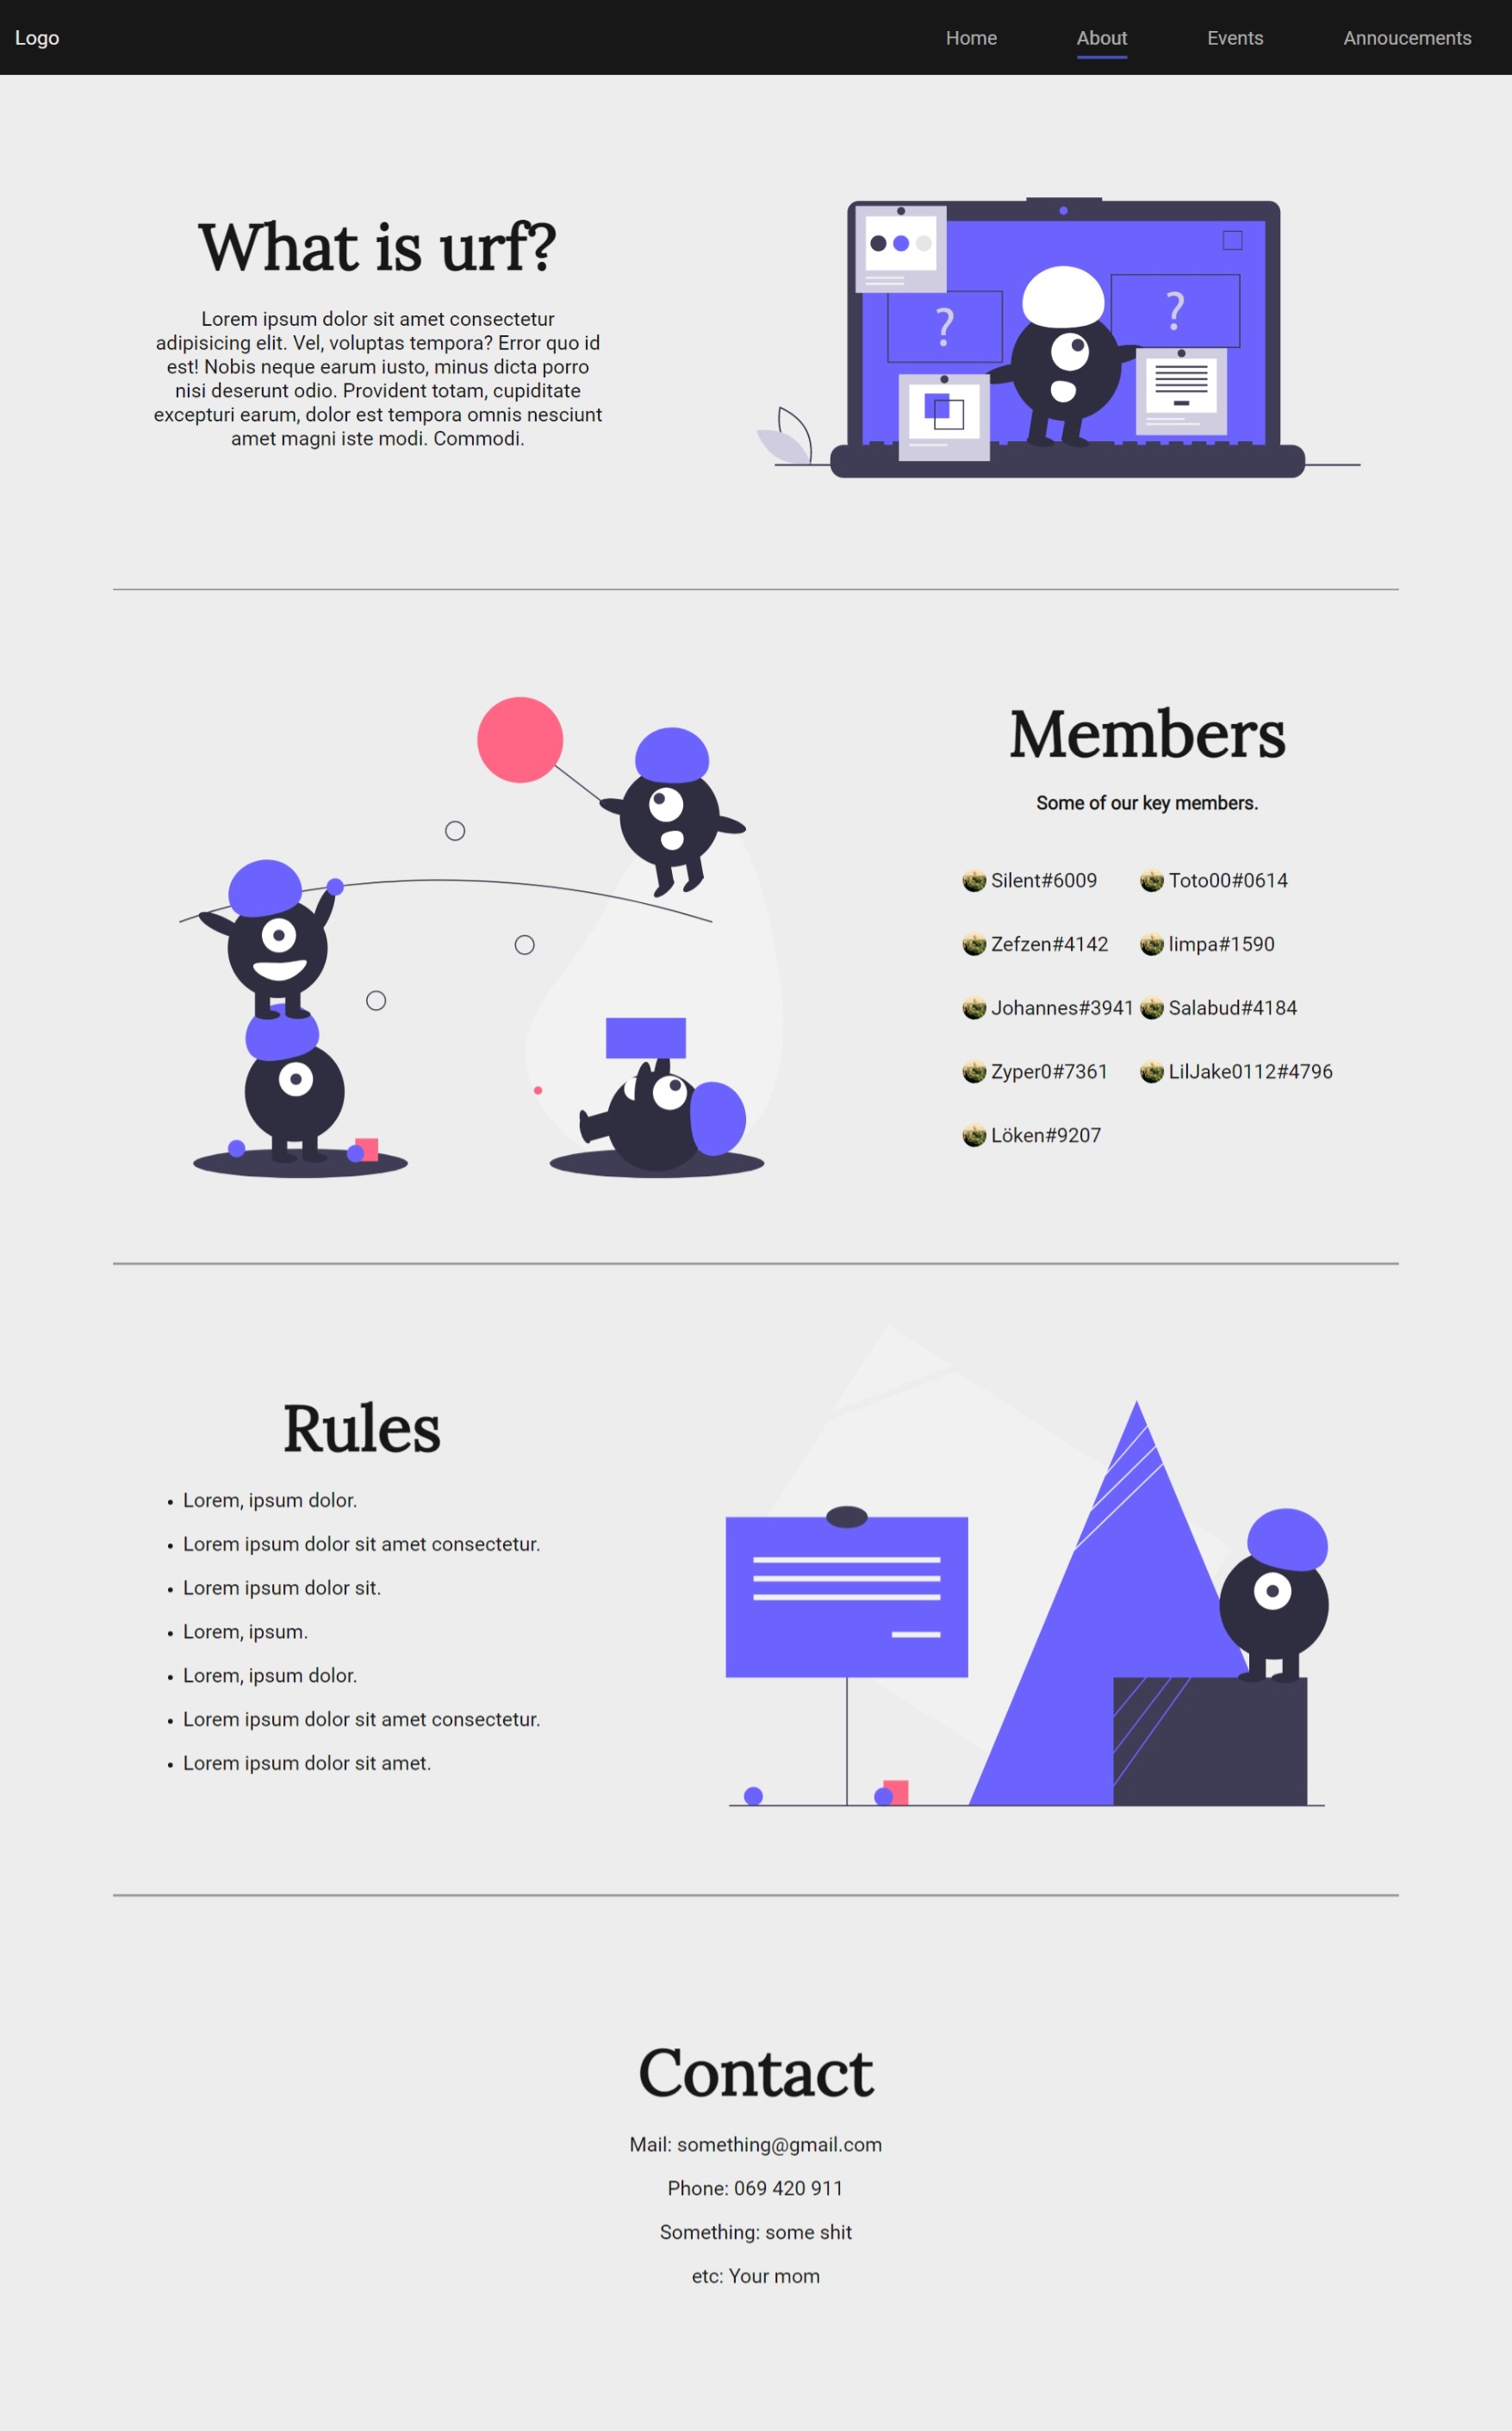 Logo
Home
About
Events
Annoucements
What is urf?
Lorem ipsum dolor sit amet consectetur
adipisicing elit. Vel, voluptas tempora? Error quo id
est! Nobis neque earum iusto, minus dicta porro
nisi deserunt odio. Provident totam, cupiditate
excepturi earum, dolor est tempora omnis nesciunt
amet magni iste modi. Commodi.
?
?
Members
Some of our key members.
Silent#6009
Toto00#0614
Zefzen#4142
limpa#1590
Johannes#3941
Salabud#4184
Zyper0#7361
LilJake0112#4796
Löken#9207
Rules
• Lorem, ipsum dolor.
• Lorem ipsum dolor sit amet consectetur.
• Lorem ipsum dolor sit.
• Lorem, ipsum.
• Lorem, ipsum dolor.
• Lorem ipsum dolor sit amet consectetur.
• Lorem ipsum dolor sit amet.
Contact
Mail: something@gmail.com
Phone: 069 420 911
Something: some shit
etc: Your mom